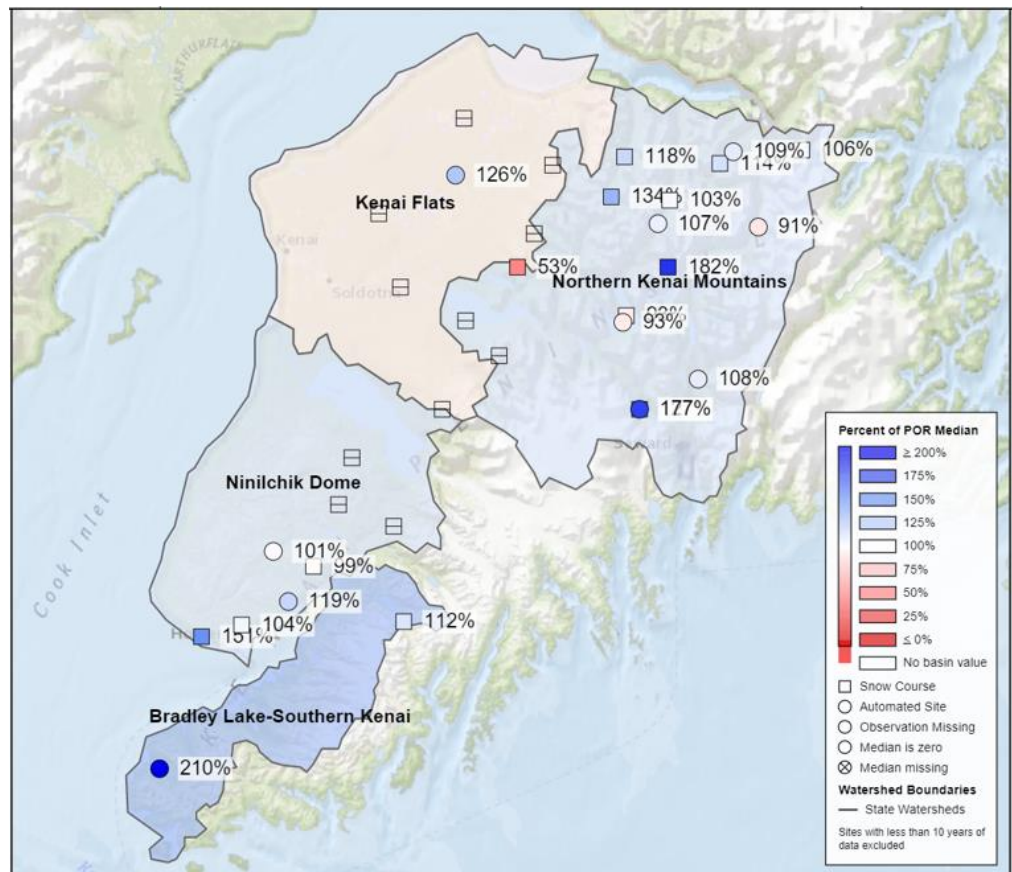 118%
109%
106%
114%
126%
Kenai Flats
134%
103%
107%
91%
Kenai
53%
182%
Northern Kenai Mountains
Soldotna
93%
108%
177%
Seward
Percent of POR Median
≥ 200%
175%
150%
125%
100%
75%
50%
25%
≤ 0%
No basin value
Snow Course
Automated Site
Observation Missing
Median is zero
Median missing
Watershed Boundaries
State Watersheds
Sites with less than 10 years of
data excluded
Ninilchik Dome
Cook Inlet
101%
99%
119%
104%
151%
112%
Bradley Lake-Southern Kenai
210%